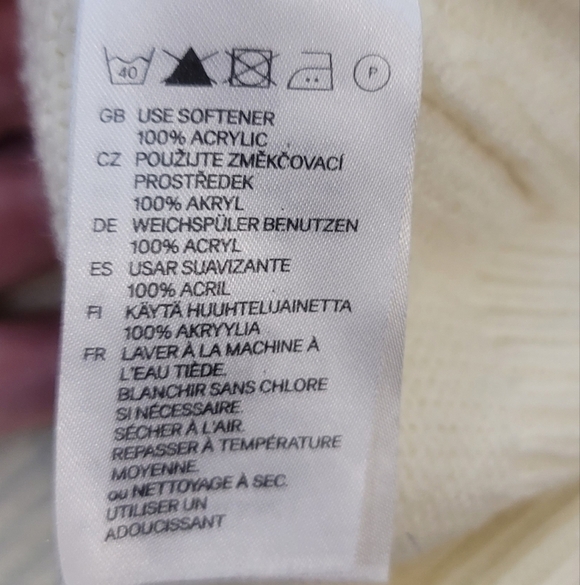 40 P
GB USE SOFTENER
100% ACRYLIC
CZ POUŽIJTE ZMĚKČOVACÍ
PROSTŘEDEK
100% AKRYL
DE WEICHSPÜLER BENUTZEN
100% ACRYL
ES USAR SUAVIZANTE
100% ACRIL
FI KÄYTÄ HUUHTELUAINETTA
100% AKRYYLIA
FR LAVER À LA MACHINE À
L'EAU TIÈDE.
BLANCHIR SANS CHLORE
SI NÉCESSAIRE.
SÉCHER À L'AIR.
REPASSER À TEMPÉRATURE
MOYENNE.
ou NETTOYAGE À SEC.
UTILISER UN
ADOUCISSANT